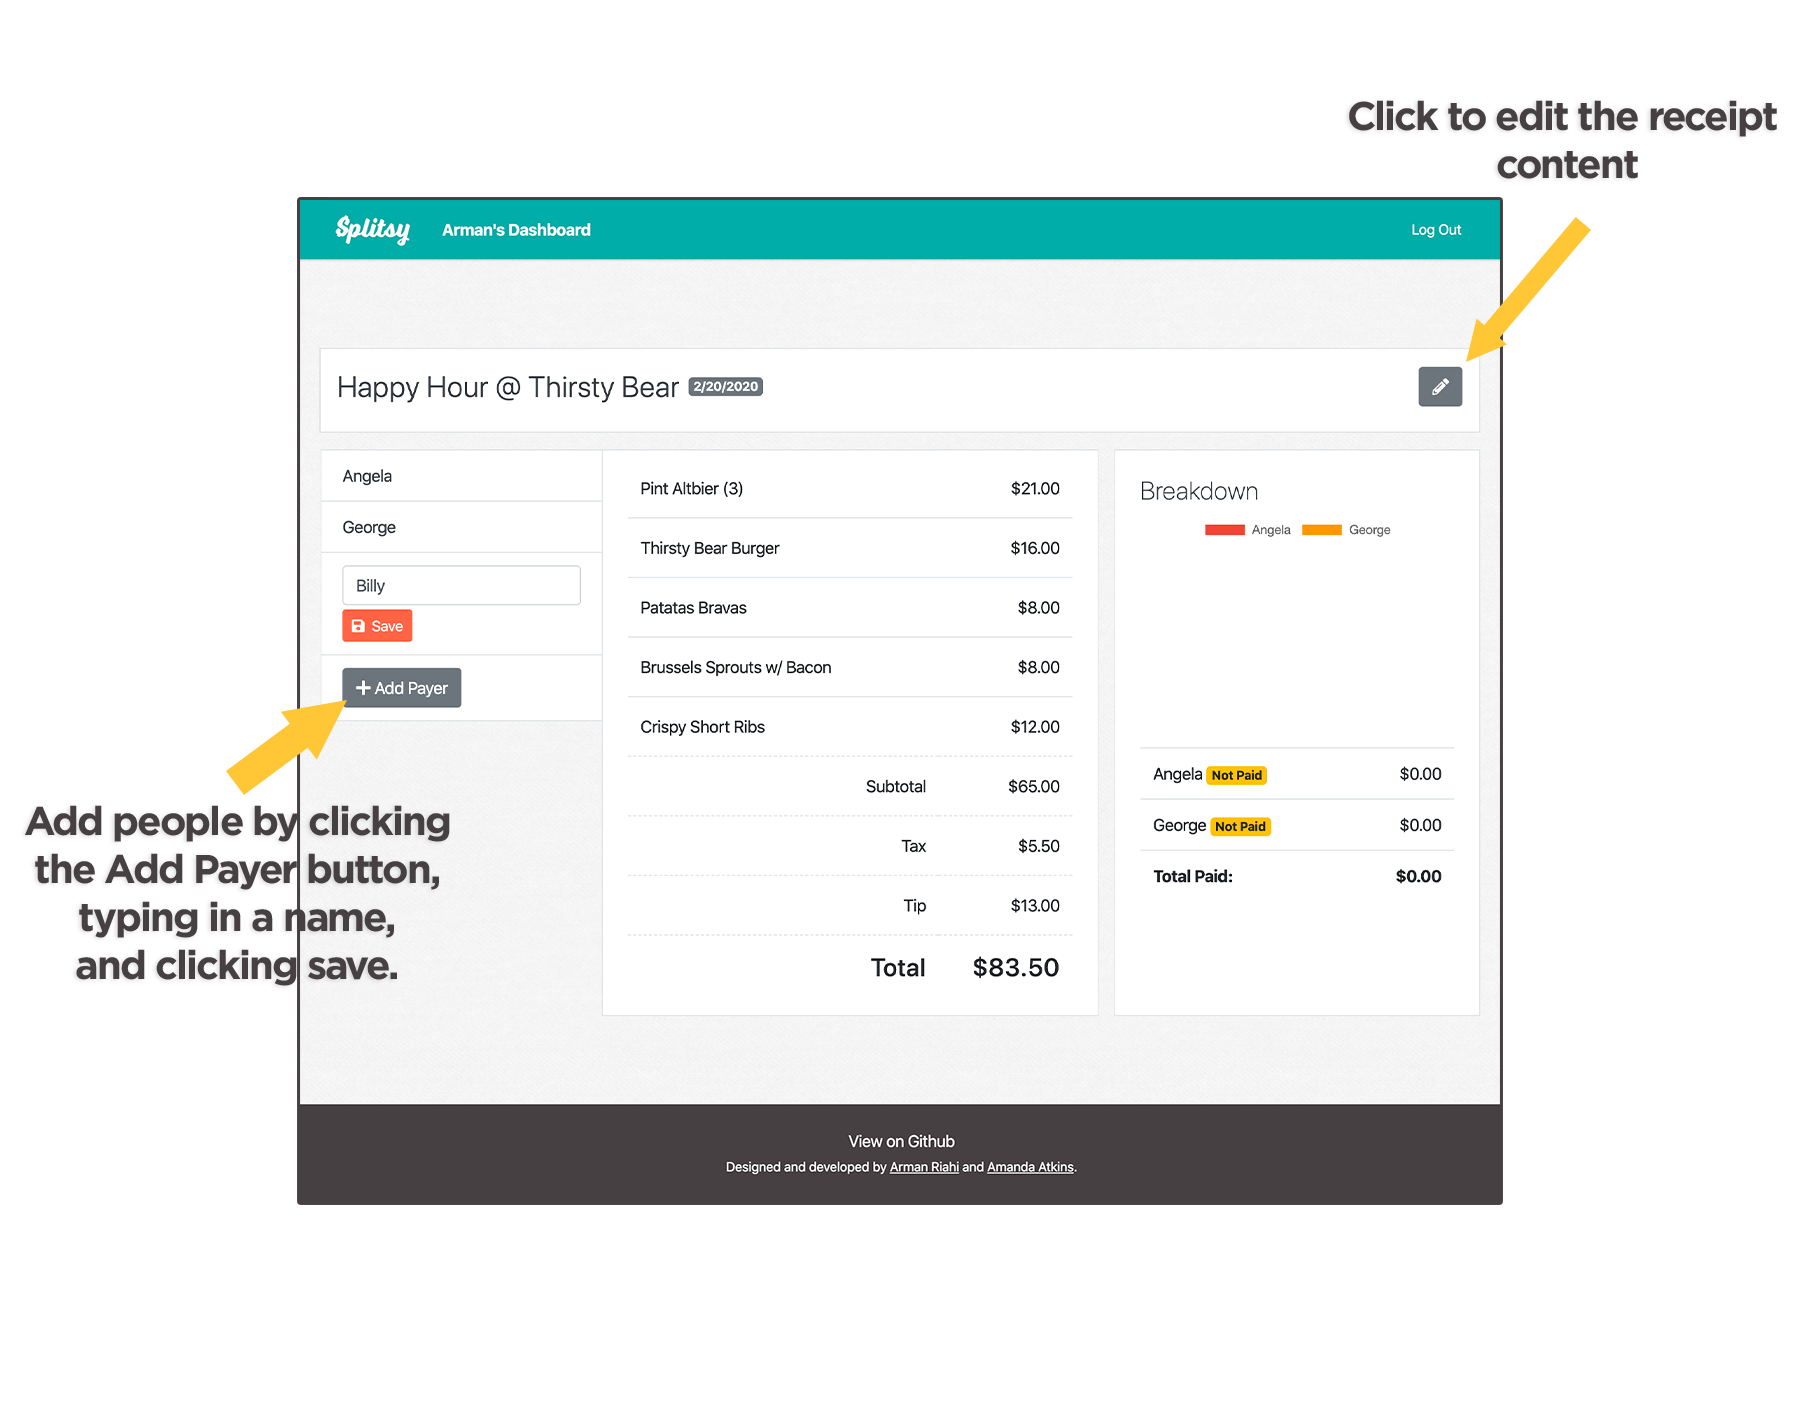 Click to edit the receipt
content
Splitsy Arman's Dashboard Log Out
Happy Hour @ Thirsty Bear 2/20/2020
Angela
George
Billy
Save
+ Add Payer
Add people by clicking
the Add Payer button,
typing in a name,
and clicking save.
Pint Altbier (3) $21.00
Thirsty Bear Burger $16.00
Patatas Bravas $8.00
Brussels Sprouts w/ Bacon $8.00
Crispy Short Ribs $12.00
Subtotal $65.00
Tax $5.50
Tip $13.00
Total $83.50
Breakdown
Angela George
Angela Not Paid $0.00
George Not Paid $0.00
Total Paid: $0.00
View on Github
Designed and developed by Arman Riahi and Amanda Atkins.